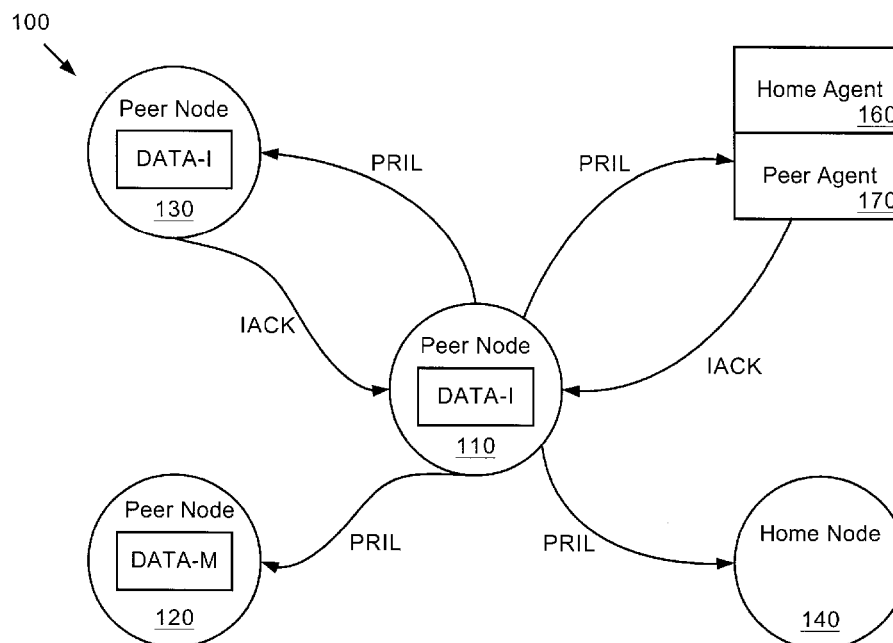 100
Peer Node
DATA-I
130
PRIL
PRIL
Home Agent
160
Peer Agent
170
IACK
Peer Node
DATA-I
110
IACK
Peer Node
DATA-M
120
PRIL
PRIL
Home Node
140